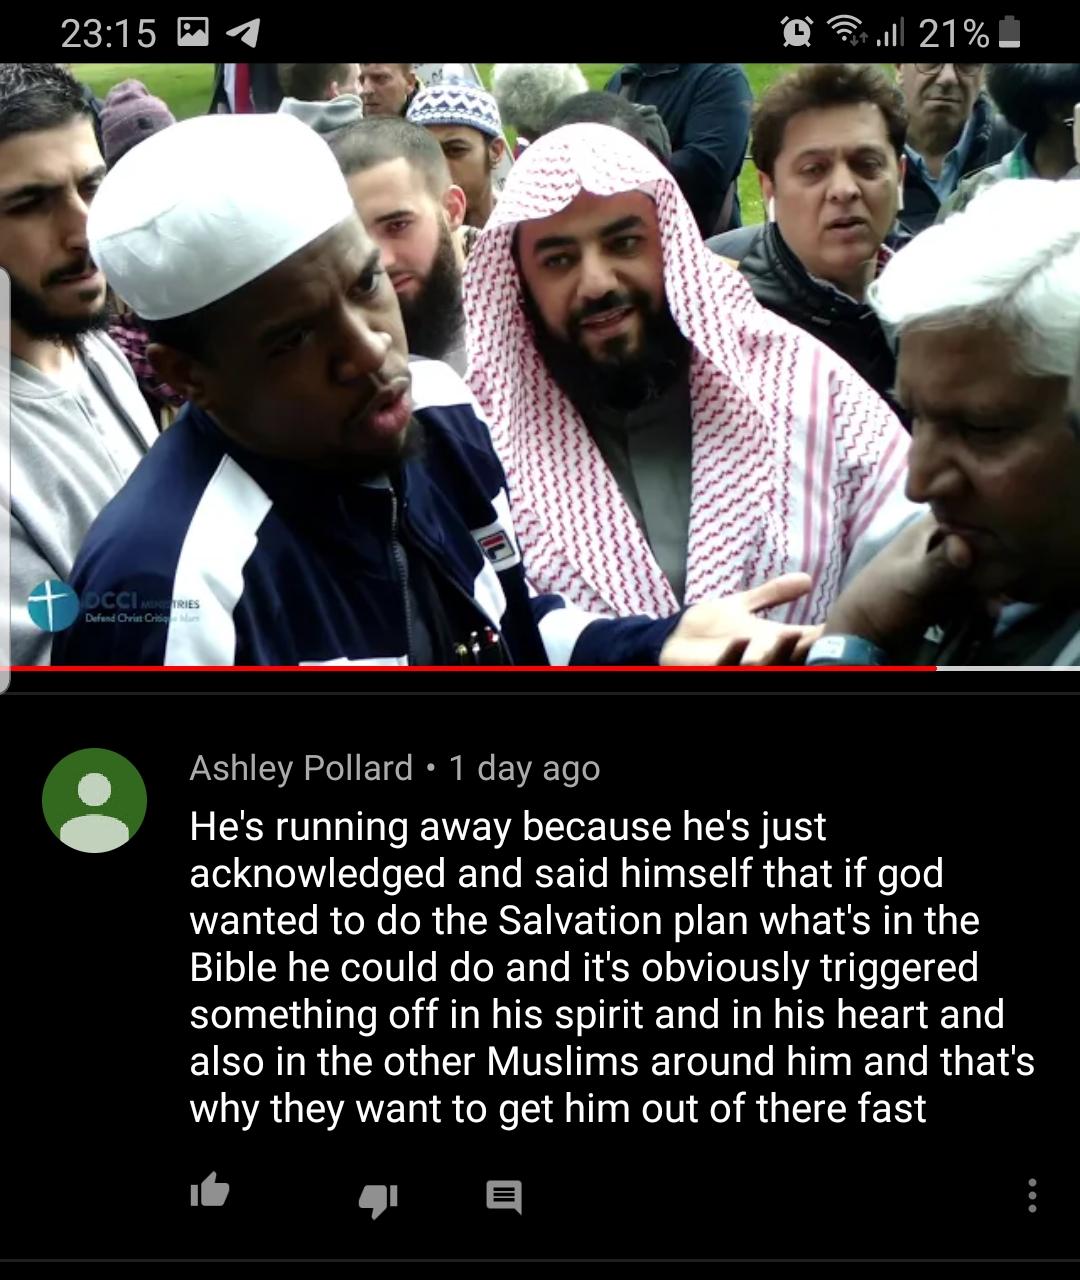 23:15
21%
FILA
DCCI MINISTRIES
Defend Christ Critique Islam
Ashley Pollard • 1 day ago
He's running away because he's just
acknowledged and said himself that if god
wanted to do the Salvation plan what's in the
Bible he could do and it's obviously triggered
something off in his spirit and in his heart and
also in the other Muslims around him and that's
why they want to get him out of there fast